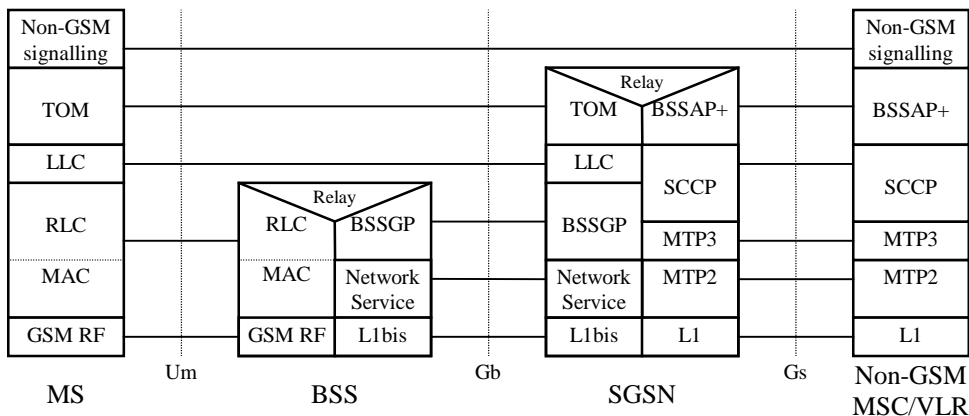 Non-GSM
signalling
Non-GSM
signalling
Relay
TOM
TOM
BSSAP+
BSSAP+
LLC
LLC
SCCP
SCCP
Relay
RLC
RLC
BSSGP
BSSGP
MTP3
MTP3
MAC
MAC
Network
Service
Network
Service
MTP2
MTP2
GSM RF
GSM RF
L1bis
L1bis
L1
L1
Um
Gb
Gs
MS
BSS
SGSN
Non-GSM
MSC/VLR